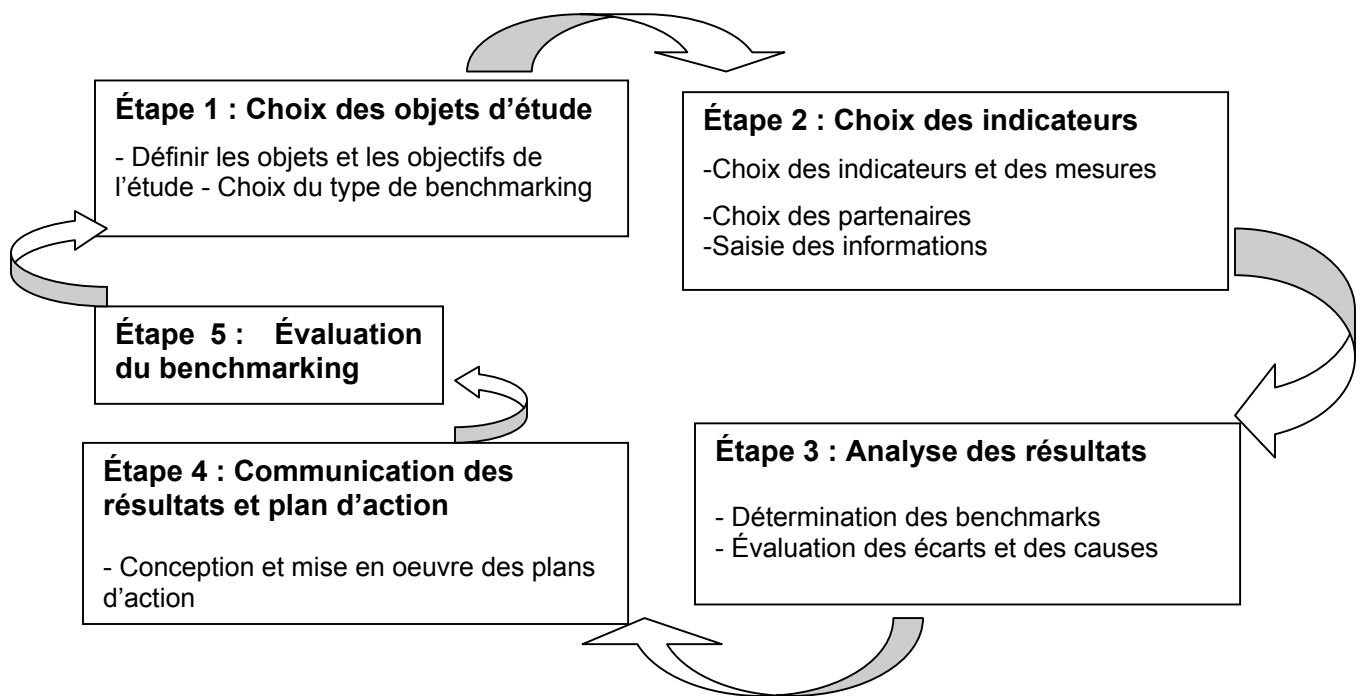 Étape 1 : Choix des objets d’étude
- Définir les objets et les objectifs de
l’étude - Choix du type de benchmarking
Étape 2 : Choix des indicateurs
-Choix des indicateurs et des mesures
-Choix des partenaires
-Saisie des informations
Étape 3 : Analyse des résultats
- Détermination des benchmarks
- Évaluation des écarts et des causes
Étape 4 : Communication des
résultats et plan d’action
- Conception et mise en oeuvre des plans
d’action
Étape 5 : Évaluation
du benchmarking